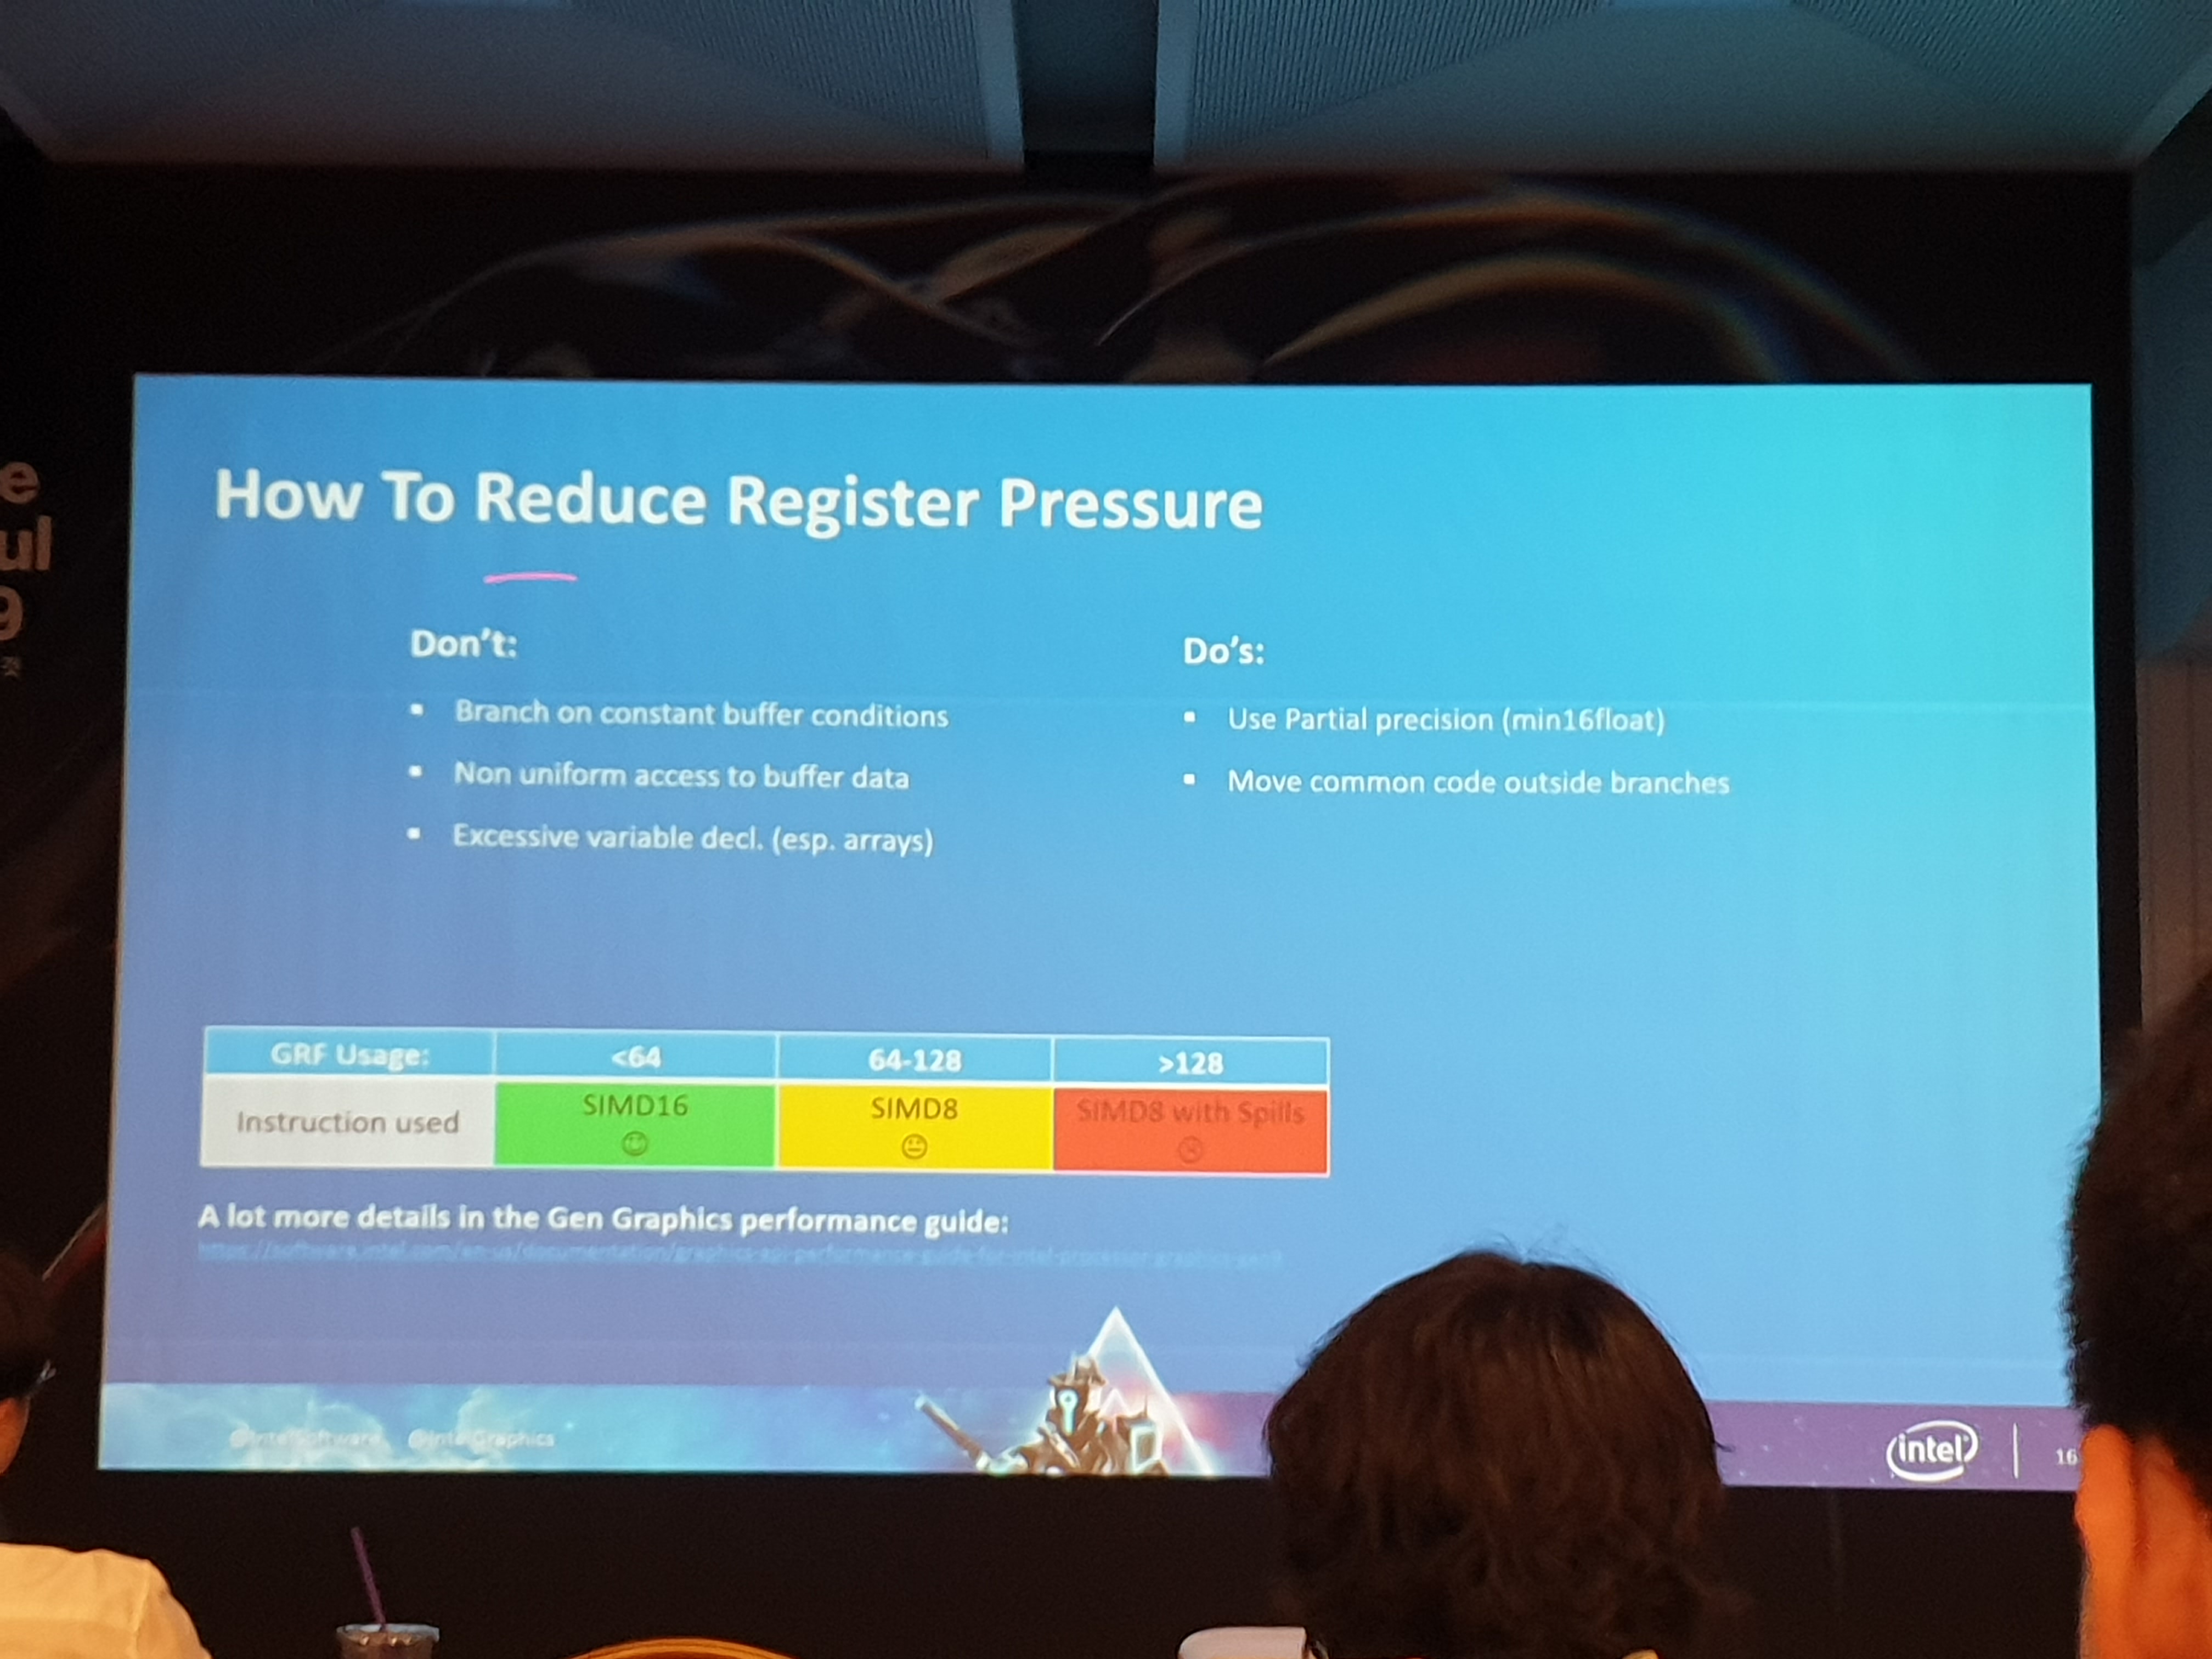 e
ul
9
것
How To Reduce Register Pressure
Don't:
▪ Branch on constant buffer conditions
▪ Non uniform access to buffer data
▪ Excessive variable decl. (esp. arrays)
Do's:
▪ Use Partial precision (min16float)
▪ Move common code outside branches
GRF Usage: <64 64-128 >128
Instruction used SIMD16 SIMD8 SIMD8 with Spills
A lot more details in the Gen Graphics performance guide:
https://software.intel.com/en-us/documentation/graphics-api-performance-guide-for-intel-processor-graphics-gen9
@IntelSoftware @IntelGraphics
intel 16